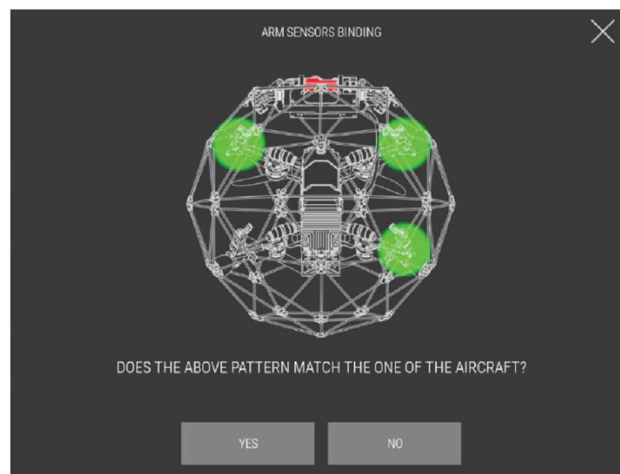 ARM SENSORS BINDING
DOES THE ABOVE PATTERN MATCH THE ONE OF THE AIRCRAFT?
YES
NO